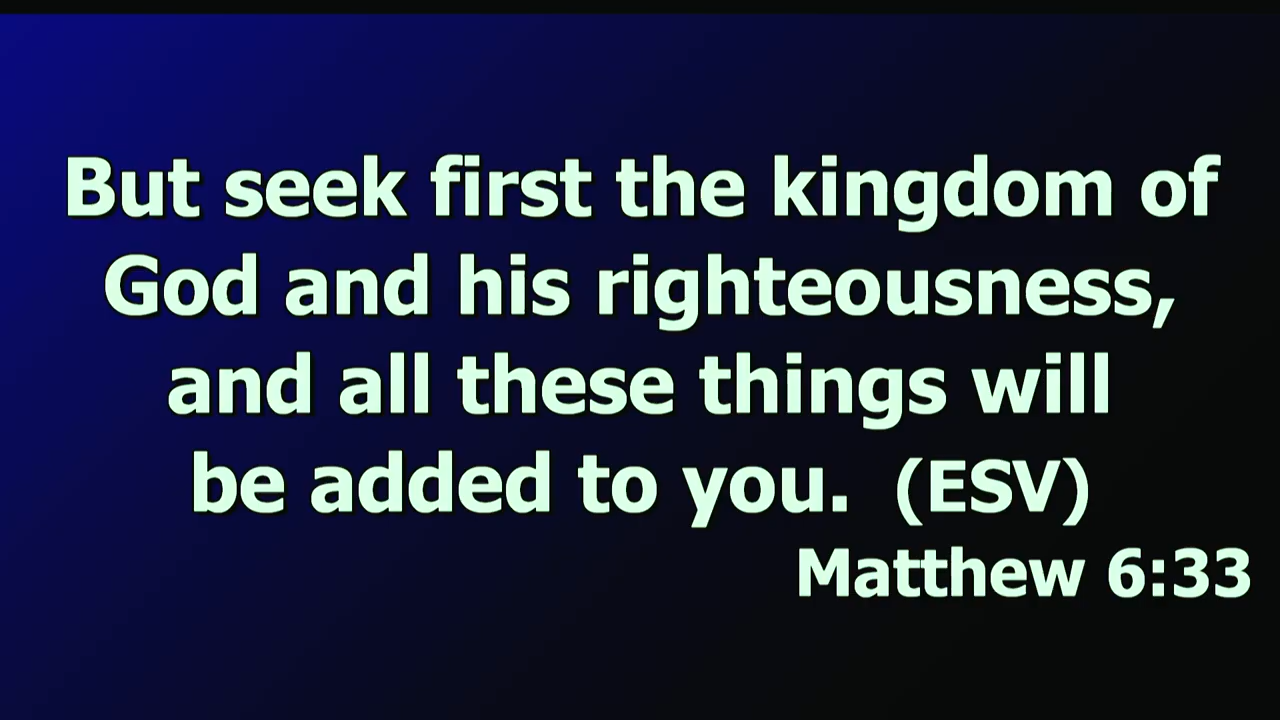 But seek first the kingdom of
God and his righteousness,
and all these things will
be added to you.  (ESV)
Matthew 6:33